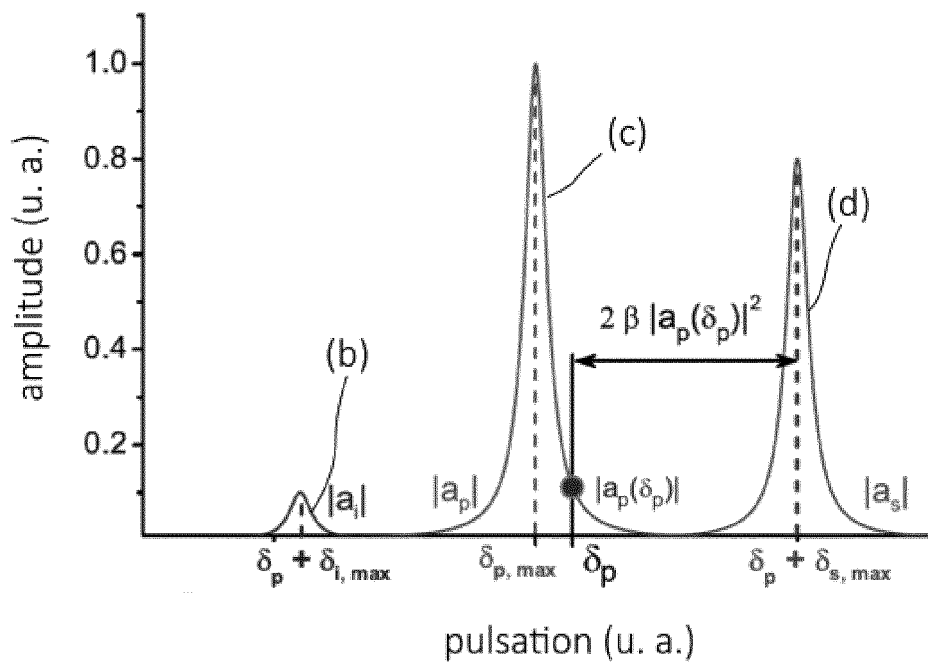 amplitude (u. a.)
1.0
0.8
0.6
0.4
0.2
(b)
(c)
(d)
2 β |aₚ(δₚ)|²
|aᵢ|
|aₚ|
|aₚ(δₚ)|
|aₛ|
δₚ + δᵢ, ₘₐₓ
δₚ, ₘₐₓ
δₚ
δₚ + δₛ, ₘₐₓ
pulsation (u. a.)